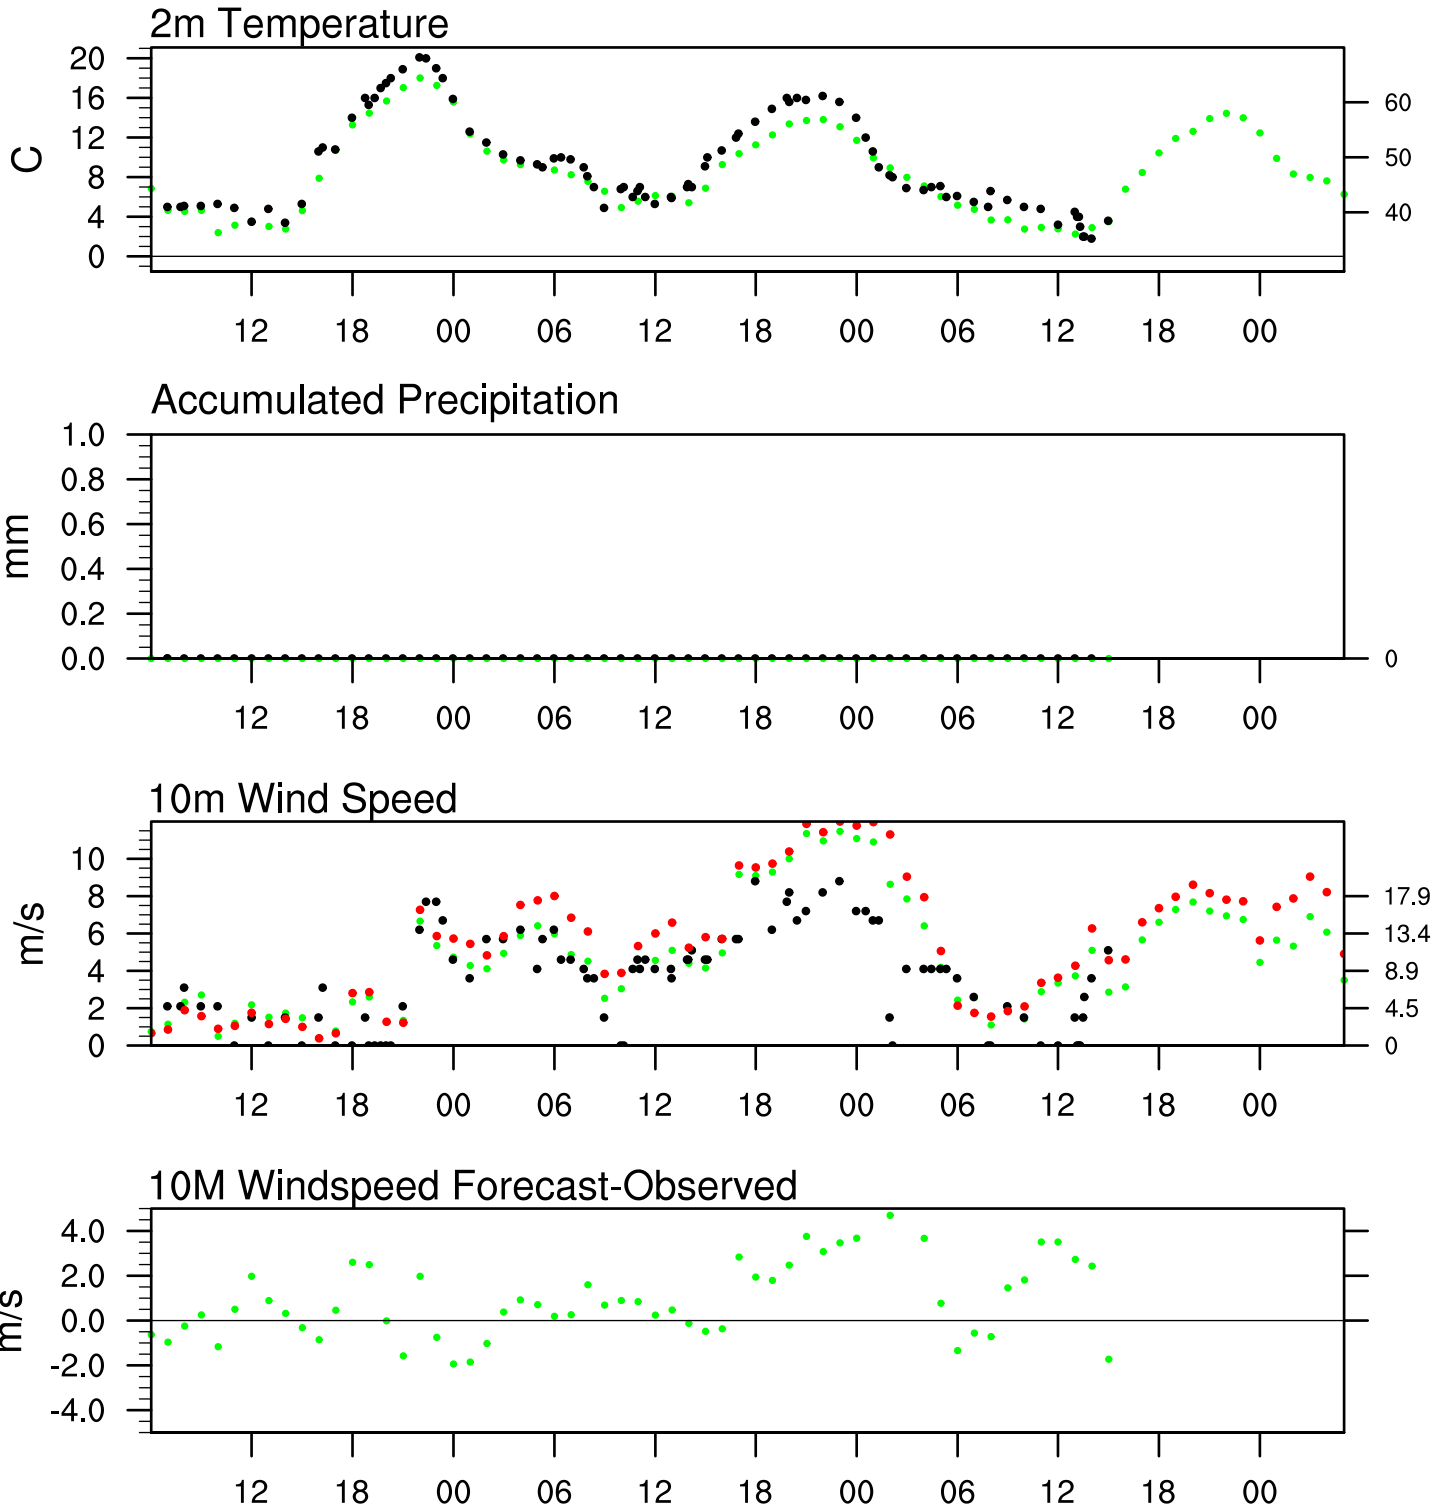 2m Temperature
20
16
12
8
4
0
C
60
50
40
12 18 00 06 12 18 00 06 12 18 00
Accumulated Precipitation
1.0
0.8
0.6
0.4
0.2
0.0
mm
0
12 18 00 06 12 18 00 06 12 18 00
10m Wind Speed
10
8
6
4
2
0
m/s
17.9
13.4
8.9
4.5
0
12 18 00 06 12 18 00 06 12 18 00
10M Windspeed Forecast-Observed
4.0
2.0
0.0
-2.0
-4.0
m/s
12 18 00 06 12 18 00 06 12 18 00